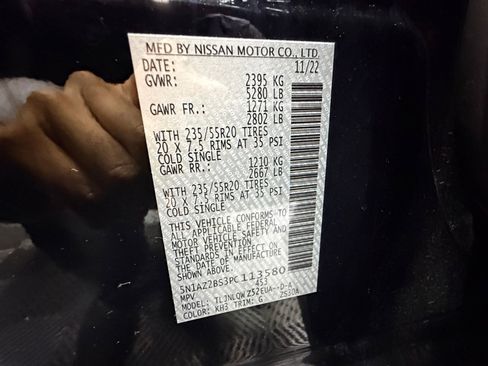 MFD BY NISSAN MOTOR CO., LTD.
DATE: 11/22
GVWR: 2395 KG
5280 LB
GAWR FR.: 1271 KG
2802 LB
WITH 235/55R20 TIRES
20 X 7.5 RIMS AT 35 PSI
COLD SINGLE
GAWR RR.: 1210 KG
2667 LB
WITH 235/55R20 TIRES
20 X 7.5 RIMS AT 35 PSI
COLD SINGLE
THIS VEHICLE CONFORMS TO
ALL APPLICABLE FEDERAL
MOTOR VEHICLE SAFETY AND
THEFT PREVENTION
STANDARDS IN EFFECT ON
THE DATE OF MFR ABOVE
5N1AZ2BS3PC113580
MPV 453
MODEL: TLJNLQW Z52EUA--D-A
COLOR: KH3 TRIM: G